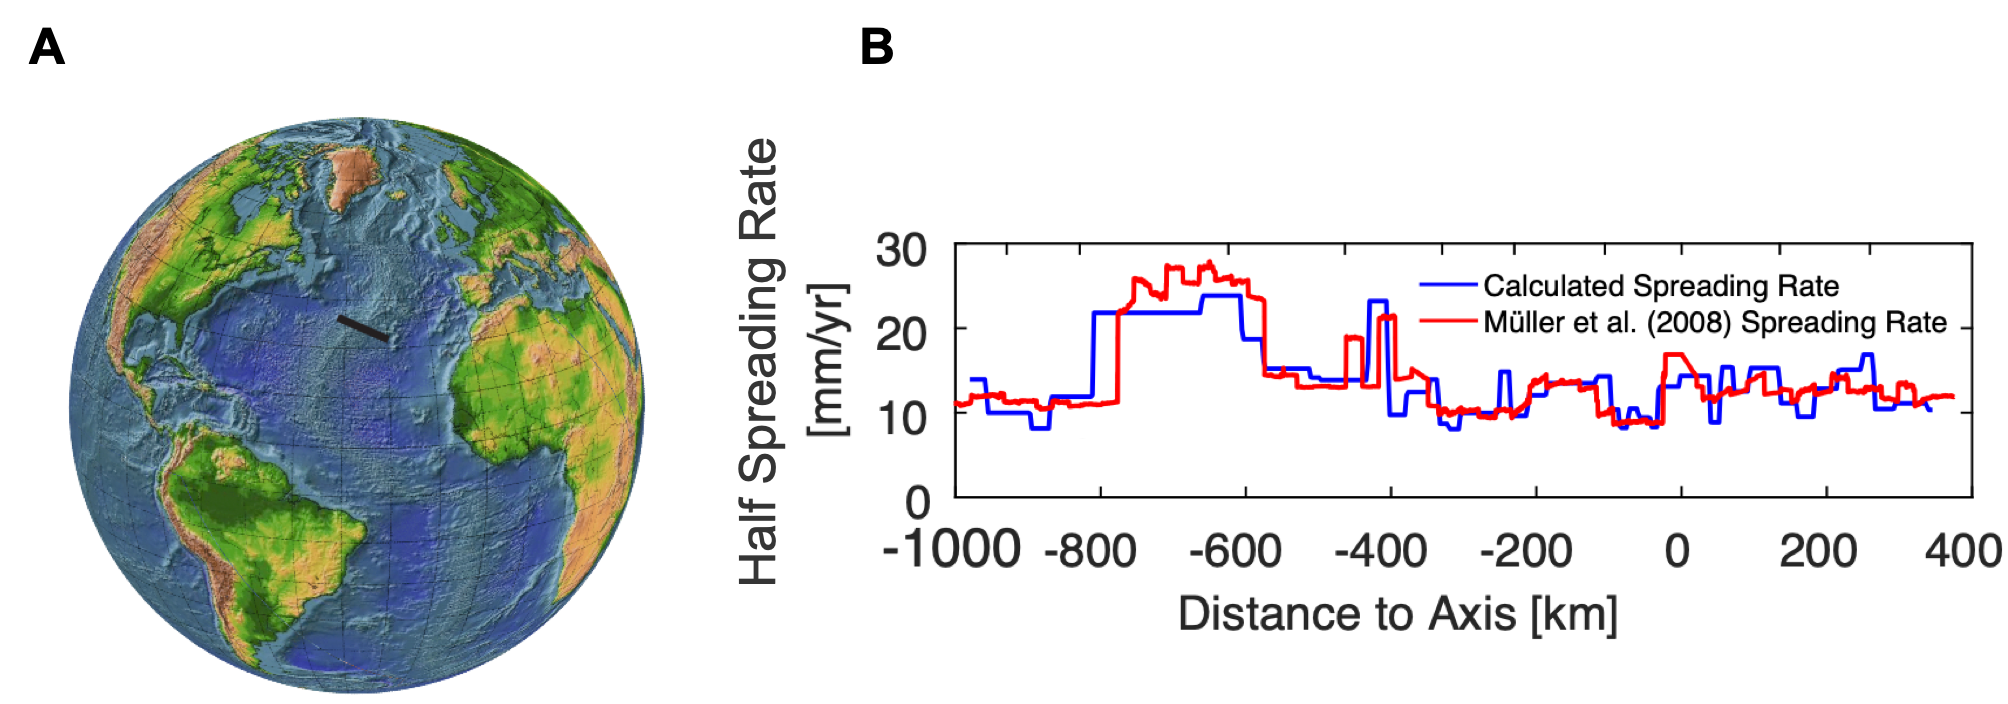 A
B
Half Spreading Rate
[mm/yr]
30
20
10
0
Calculated Spreading Rate
Müller et al. (2008) Spreading Rate
-1000 -800 -600 -400 -200 0 200 400
Distance to Axis [km]